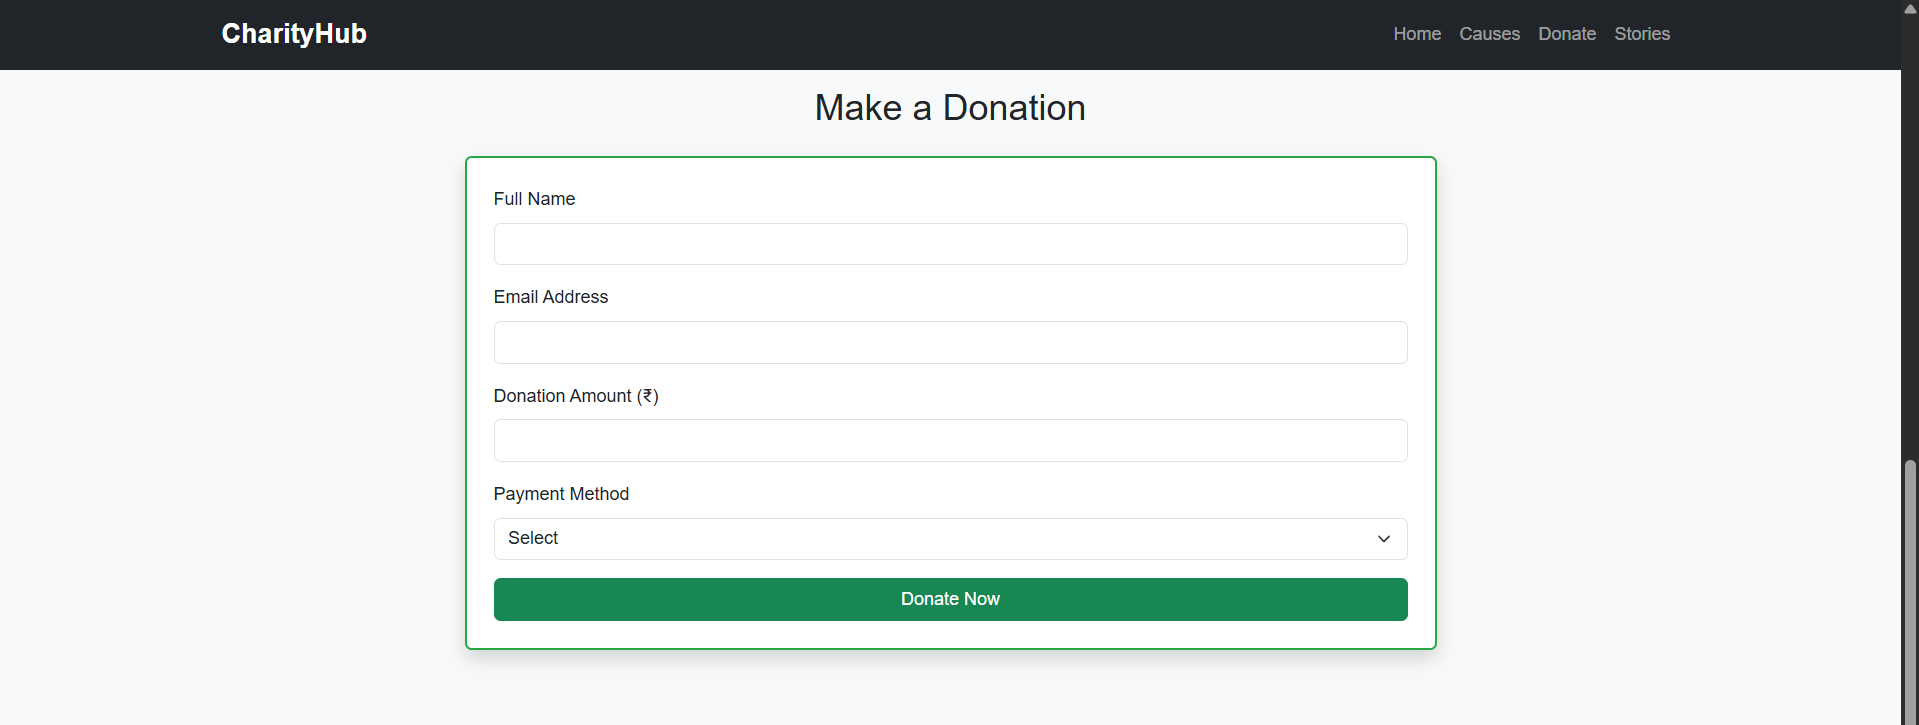 CharityHub
Home Causes Donate Stories
Make a Donation
Full Name
Email Address
Donation Amount (₹)
Payment Method
Select
Donate Now